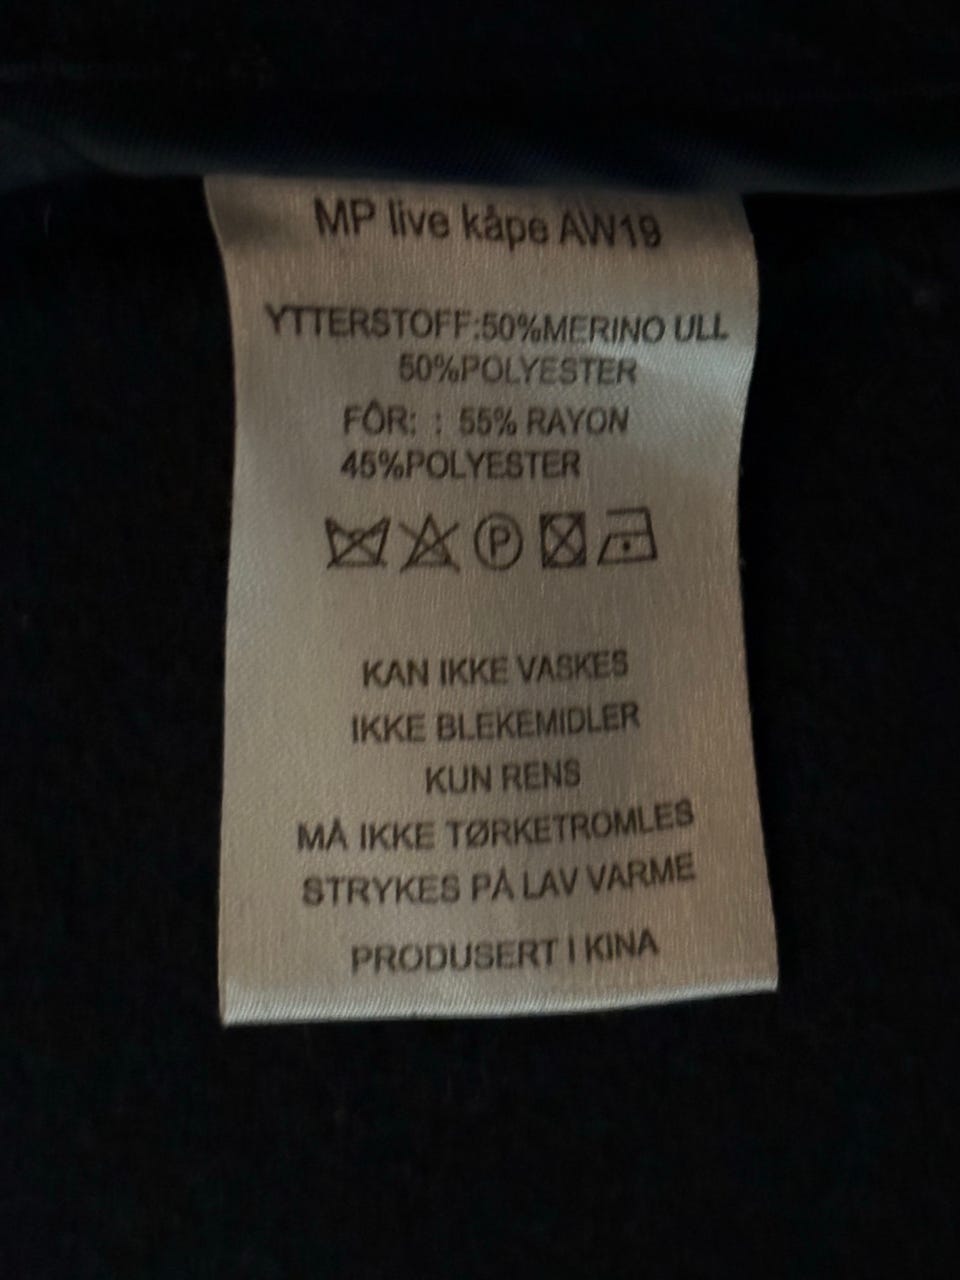 MP live kåpe AW19
YTTERSTOFF:50%MERINO ULL
50%POLYESTER
FÔR: : 55% RAYON
45%POLYESTER
P
KAN IKKE VASKES
IKKE BLEKEMIDLER
KUN RENS
MÅ IKKE TØRKETROMLES
STRYKES PÅ LAV VARME
PRODUSERT I KINA